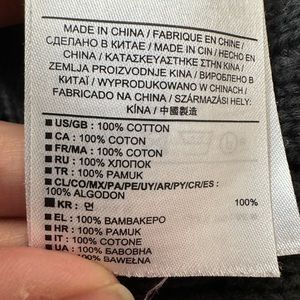 MADE IN CHINA / FABRIQUE EN CHINE /
СДЕЛАНО В КИТАЕ / MADE IN CIN / HECHO EN
CHINA / ΚΑΤΑΣΚΕΥΑΣΤΗΚΕ ΣΤΗΝ ΚΙΝΑ /
ZEMLJA PROIZVODNJE KINA / ВИРОБЛЕНО В
КИТАЇ / WYPRODUKOWANO W CHINACH /
FABRICADO NA CHINA / SZÁRMAZÁSI HELY:
KÍNA / 中國製造
US/GB : 100% COTTON
CA : 100% COTON
FR/MA : 100% COTON
RU : 100% ХЛОПОК
TR : 100% PAMUK
CL/CO/MX/PA/PE/UY/AR/PY/CR/ES :
100% ALGODON
KR : 면 100%
EL : 100% ΒΑΜΒΑΚΕΡΟ
HR : 100% PAMUK
IT : 100% COTONE
UA : 100% БАВОВНА
100% BAWEŁNA